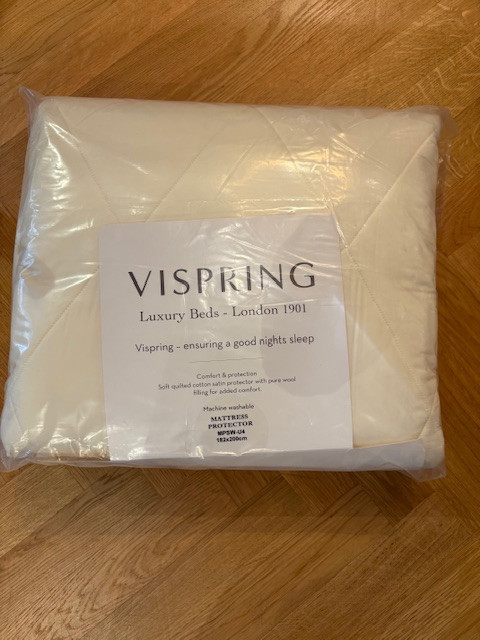 VISPRING
Luxury Beds - London 1901
Vispring - ensuring a good nights sleep
Comfort & protection
Soft quilted cotton satin protector with pure wool
filling for added comfort.
Machine washable
MATTRESS
PROTECTOR
MPSW-U4
182x200cm